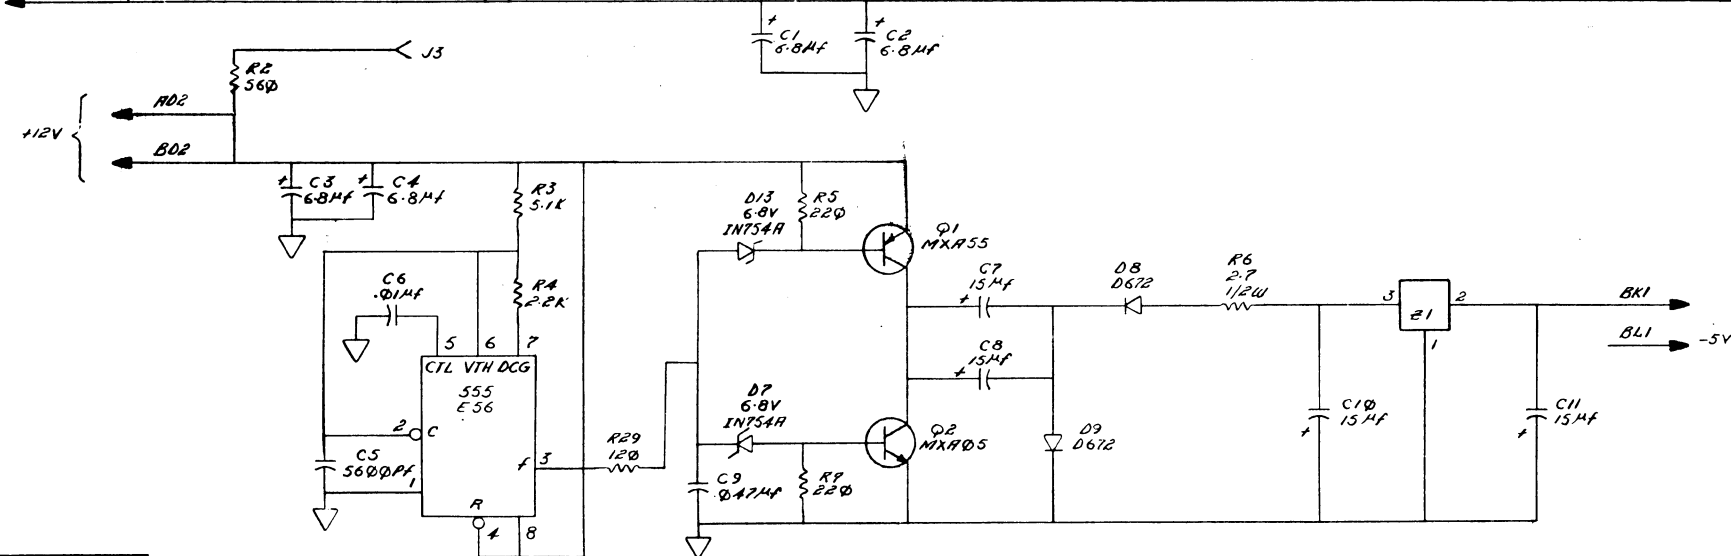 + C1
6.8µf
+ C2
6.8µf
J3
R2
56Ø
+12V {
AD2
BD2
+ C3
6.8µf
+ C4
6.8µf
R3
5.1K
D13
6.8V
IN754A
R5
22Ø
Q1
MXA55
C6
.Ø1µf
R4
2.2K
C7
15µf
+
D8
D672
R6
2.7
1/2W
3 E1 2
1
BK1
BL1
-5V
5 6 7
CTL VTH DCG
555
E56
C8
15µf
+
D7
6.8V
IN754A
C1Ø
15µf
+
C11
15µf
+
2 C
C5
56ØØPf
1
f 3
R29
12Ø
Q2
MXAØ5
D9
D672
C9
.Ø47µf
R9
22Ø
R
4 8